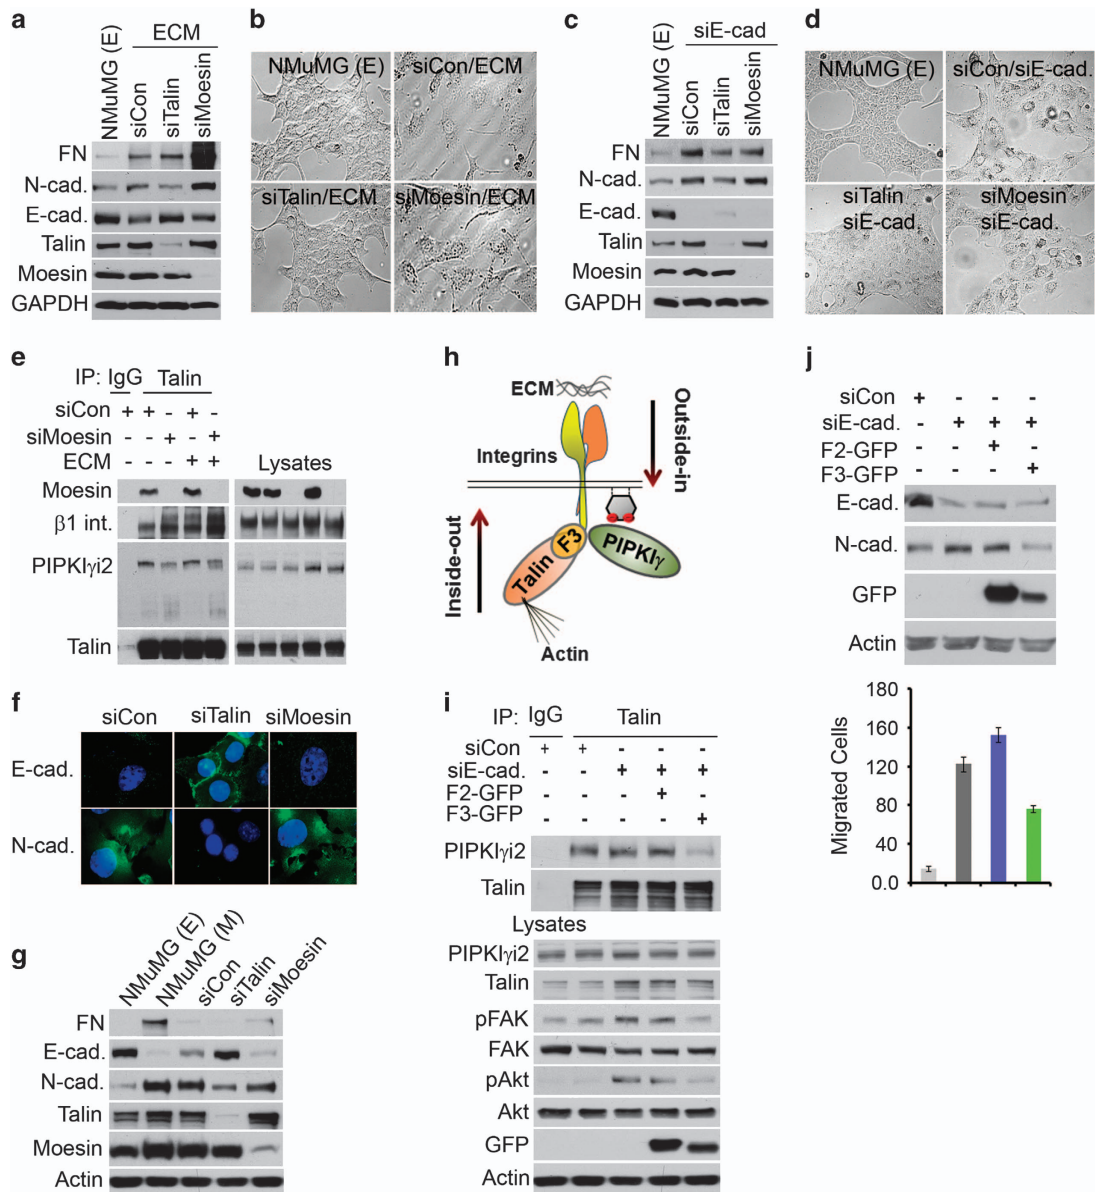 a
ECM
NMuMG (E)
siCon
siTalin
siMoesin
FN
N-cad.
E-cad.
Talin
Moesin
GAPDH
b
NMuMG (E)
siCon/ECM
siTalin/ECM
siMoesin/ECM
c
siE-cad
NMuMG (E)
siCon
siTalin
siMoesin
FN
N-cad.
E-cad.
Talin
Moesin
GAPDH
d
NMuMG (E)
siCon/siE-cad.
siTalin
siE-cad.
siMoesin
siE-cad.
e
IP: IgG Talin
siCon + + - + -
siMoesin - - + - +
ECM - - - + +
Lysates
Moesin
β1 int.
PIPKIγi2
Talin
f
siCon siTalin siMoesin
E-cad.
N-cad.
g
NMuMG (E)
NMuMG (M)
siCon
siTalin
siMoesin
FN
E-cad.
N-cad.
Talin
Moesin
Actin
h
ECM
Integrins
Outside-in
Inside-out
F3
Talin
PIPKIγ
Actin
i
IP: IgG Talin
siCon + + - - -
siE-cad. - - + + +
F2-GFP - - - + -
F3-GFP - - - - +
PIPKIγi2
Talin
Lysates
PIPKIγi2
Talin
pFAK
FAK
pAkt
Akt
GFP
Actin
j
siCon + - - -
siE-cad. - + + +
F2-GFP - - + -
F3-GFP - - - +
E-cad.
N-cad.
GFP
Actin
Migrated Cells
180
160
120
80
40
0.0